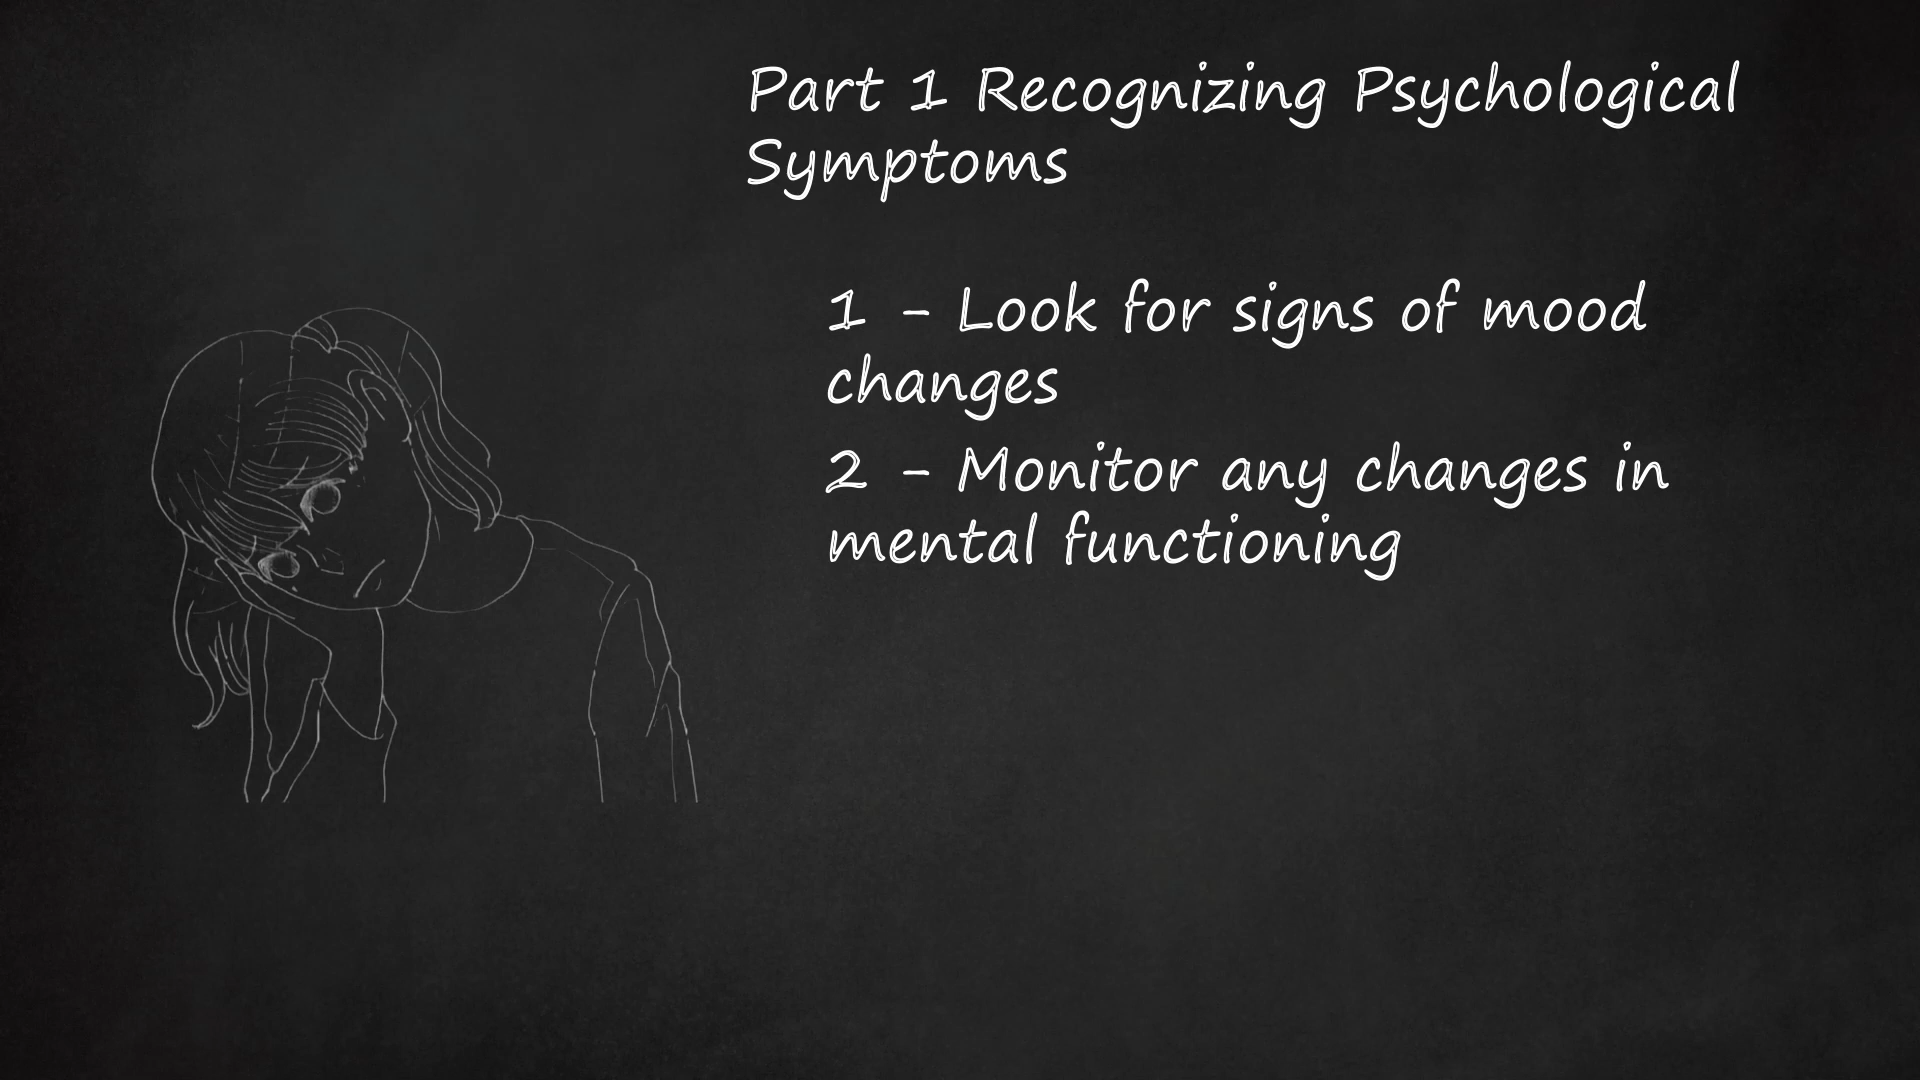 Part 1 Recognizing Psychological
Symptoms
1 - Look for signs of mood
changes
2 - Monitor any changes in
mental functioning